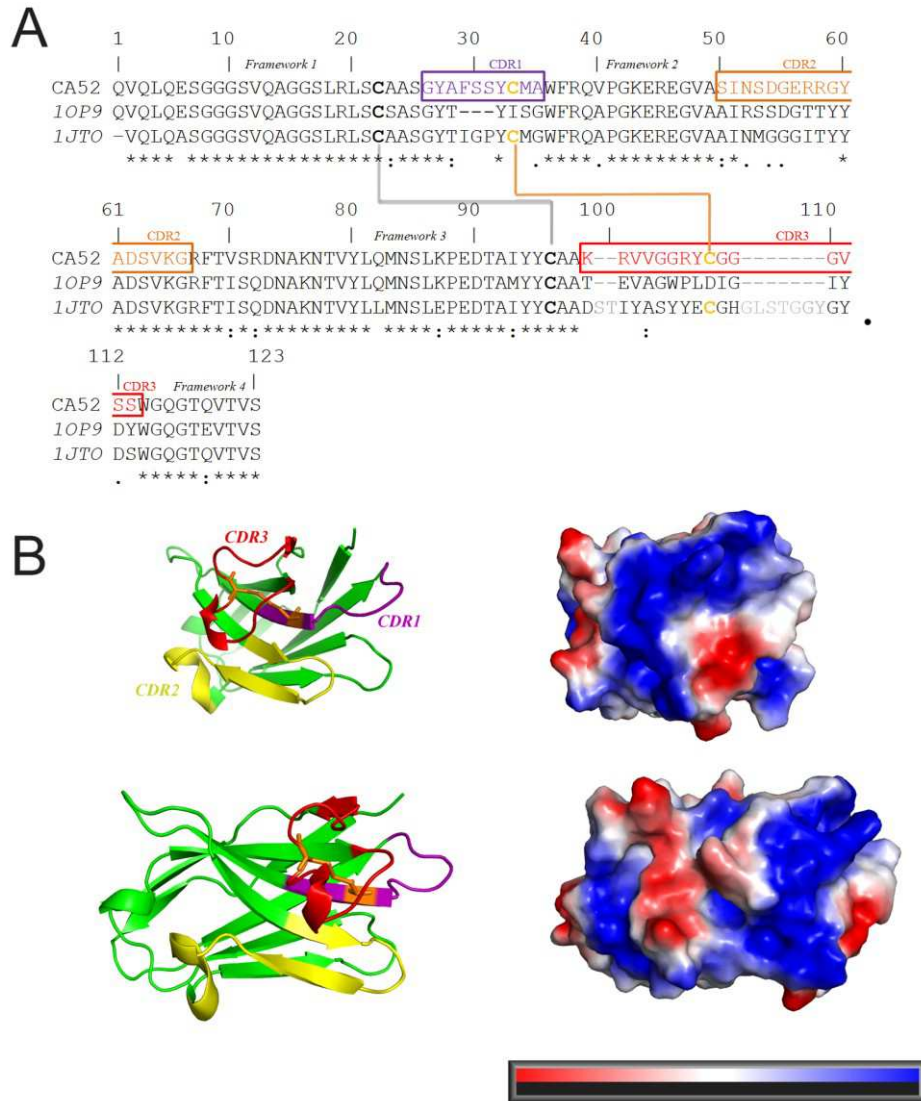 A
1 10 20 30 40 50 60
Framework 1 CDR1 Framework 2 CDR2
CA52 QVQLQESGGGSVQAGGSLRLSCAASGYAFSSYCMAWFRQVPGKEREGVASINSDGERRGY
1OP9 QVQLQESGGGSVQAGGSLRLSCSASGYT---YISGWFRQAPGKEREGVAAIRSSDGTTYY
1JTO -VQLQASGGGSVQAGGSLRLSCAASGYTIGPYCMGWFRQAPGKEREGVAAINMGGGITYY
***** ****************:****: * .****.**********:*. . . *
61 70 80 90 100 110
CDR2 Framework 3 CDR3
CA52 ADSVKGRFTVSRDNAKNTVYLQMNSLKPEDTAIYYCAAK--RVVGGRYCGG------GV
1OP9 ADSVKGRFTISQDNAKNTVYLQMNSLKPEDTAMYYCAAT--EVAGWPLDIG------IY
1JTO ADSVKGRFTISQDNAKNTVYLLMNSLEPEDTAIYYCAADSTIYASYYECGHGLSTGGYGY
*********:*:********* ****:*****:***** :
112 123
CDR3 Framework 4
CA52 SSWGQGTQVTVS
1OP9 DYWGQGTEVTVS
1JTO DSWGQGTQVTVS
. *****:****
B
CDR3
CDR1
CDR2